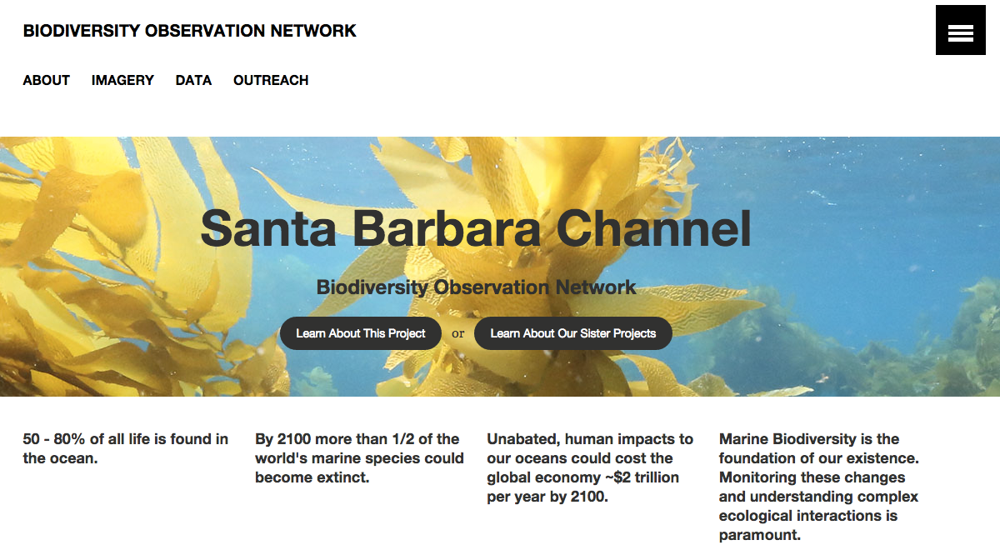 BIODIVERSITY OBSERVATION NETWORK
ABOUT IMAGERY DATA OUTREACH
Santa Barbara Channel
Biodiversity Observation Network
Learn About This Project or Learn About Our Sister Projects
50 - 80% of all life is found in
the ocean.
By 2100 more than 1/2 of the
world's marine species could
become extinct.
Unabated, human impacts to
our oceans could cost the
global economy ~$2 trillion
per year by 2100.
Marine Biodiversity is the
foundation of our existence.
Monitoring these changes
and understanding complex
ecological interactions is
paramount.